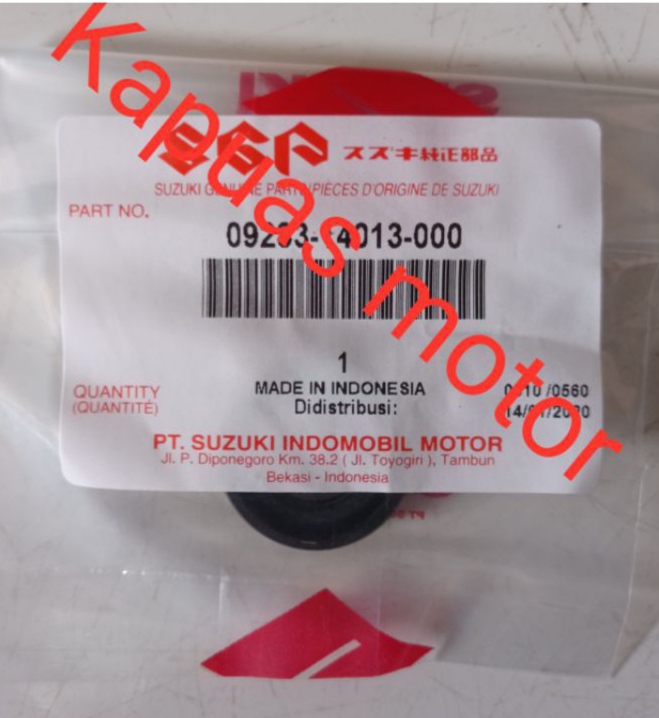 Kapuas motor
SGP スズキ純正部品
SUZUKI GENUINE PARTS/PIÈCES D'ORIGINE DE SUZUKI
PART NO.
1
QUANTITY
(QUANTITÉ)
MADE IN INDONESIA
Didistribusi:
PT. SUZUKI INDOMOBIL MOTOR
Jl. P. Diponegoro Km. 38.2 ( Jl. Toyogiri ), Tambun
Bekasi - Indonesia